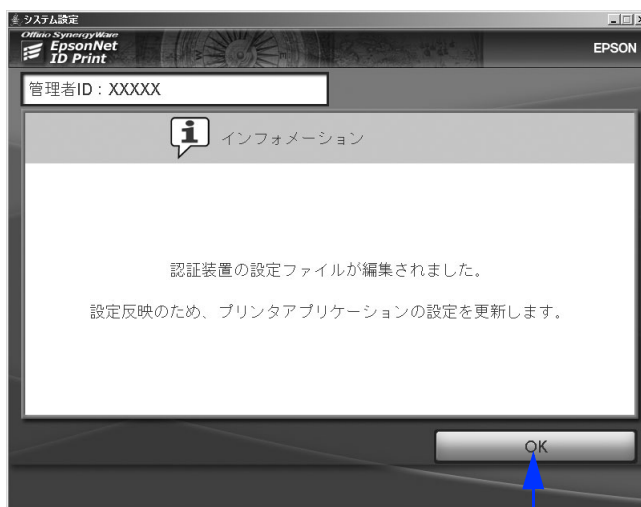 システム設定
Offirio SynergyWare
EpsonNet
ID Print
EPSON
管理者ID：XXXXX
インフォメーション
認証装置の設定ファイルが編集されました。
設定反映のため、プリンタアプリケーションの設定を更新します。
OK